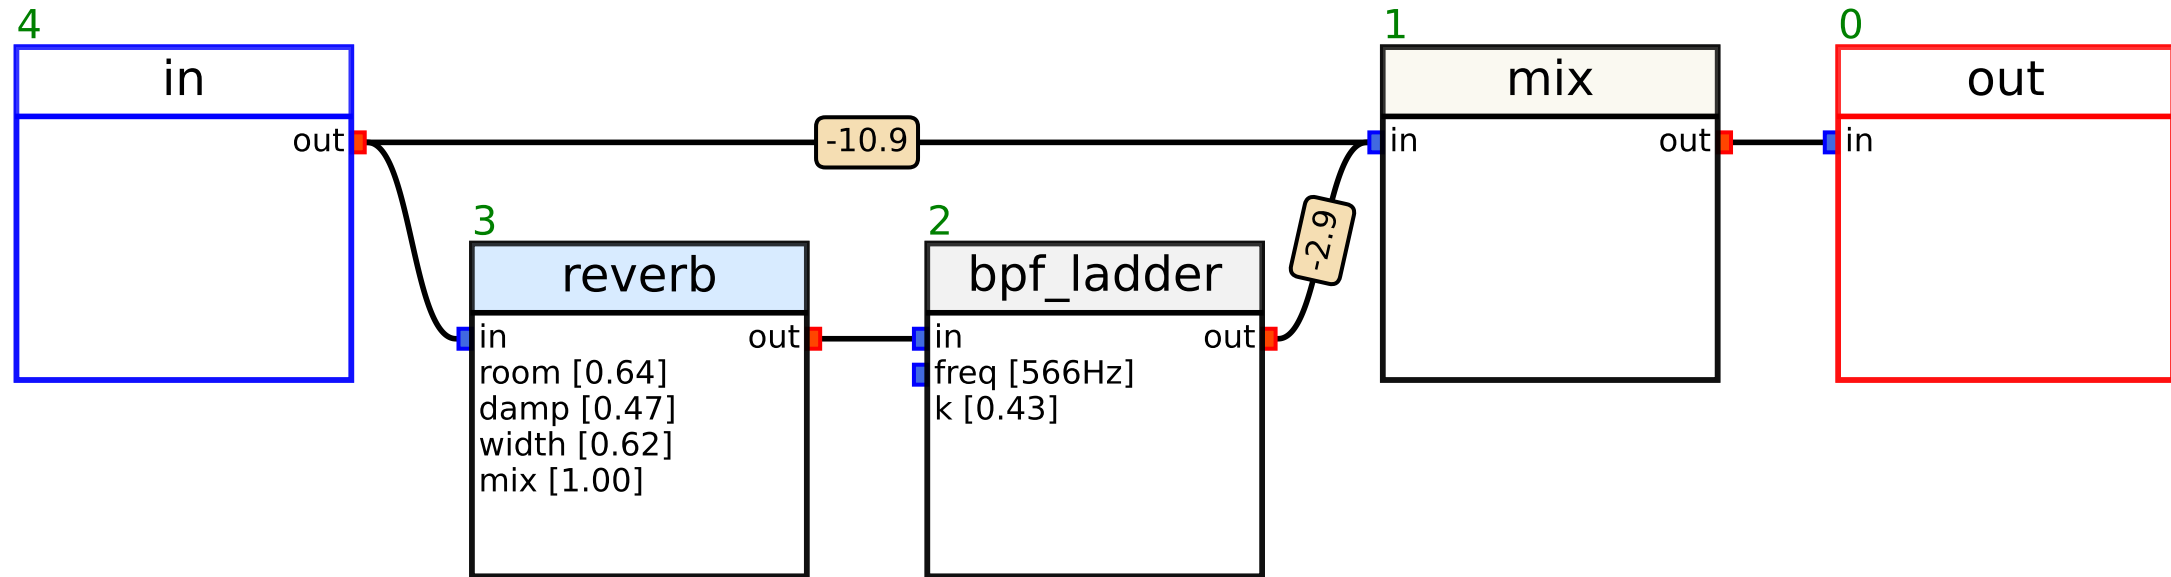 4
in
out
-10.9
1
mix
in
out
0
out
in
3
reverb
in
out
room [0.64]
damp [0.47]
width [0.62]
mix [1.00]
2
bpf_ladder
in
out
freq [566Hz]
k [0.43]
-2.9